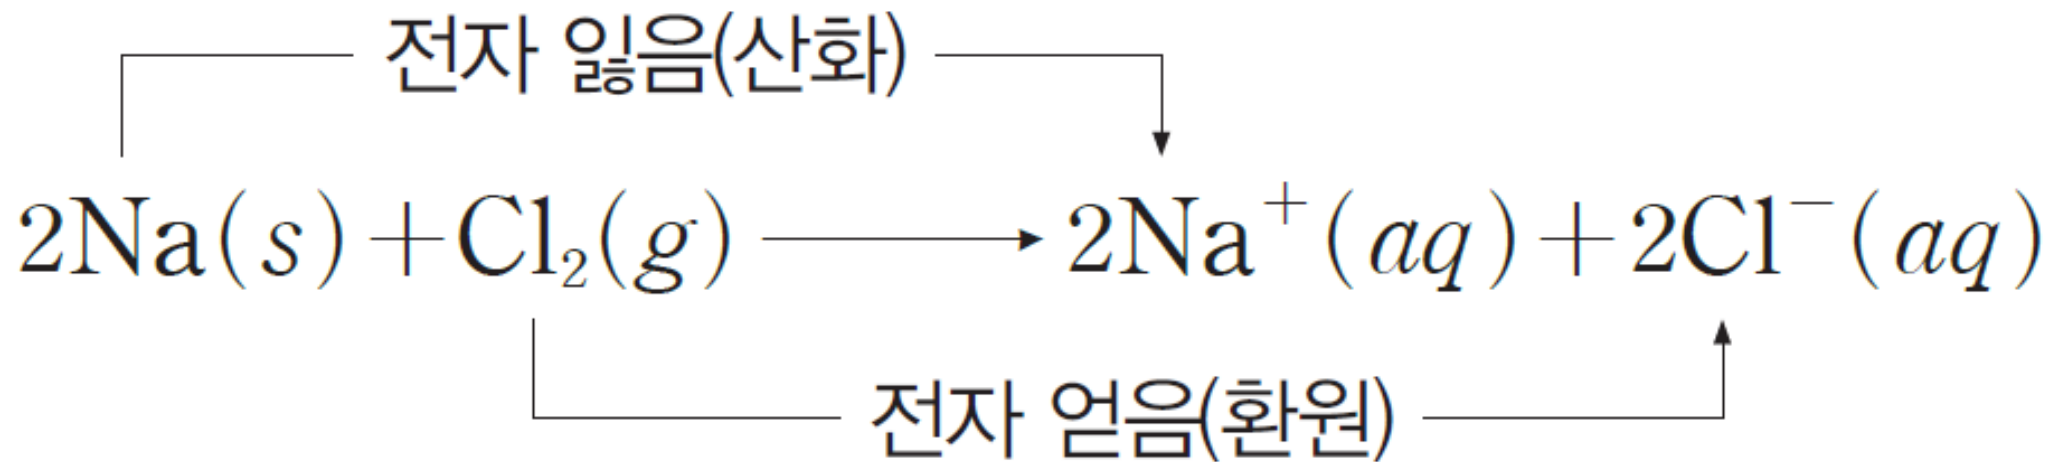 전자 잃음(산화)
2Na(s)+Cl₂(g) ⟶ 2Na⁺(aq)+2Cl⁻(aq)
전자 얻음(환원)